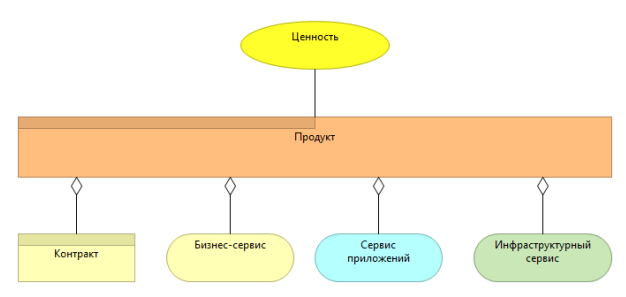 Ценность
Продукт
Контракт
Бизнес-сервис
Сервис
приложений
Инфраструктурный
сервис